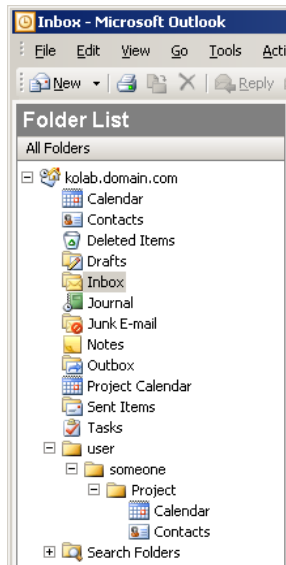 Inbox - Microsoft Outlook
File Edit View Go Tools
New Reply
Folder List
All Folders
kolab.domain.com
Calendar
Contacts
Deleted Items
Drafts
Inbox
Journal
Junk E-mail
Notes
Outbox
Project Calendar
Sent Items
Tasks
user
someone
Project
Calendar
Contacts
Search Folders